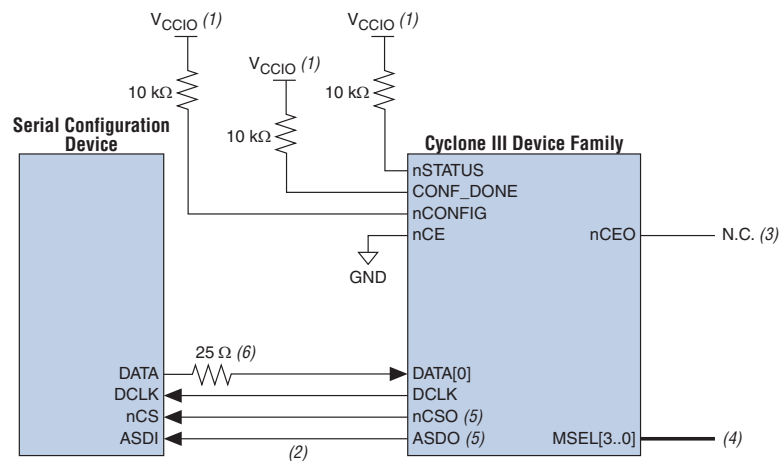 VCCIO (1)
VCCIO (1)
VCCIO (1)
10 kΩ
10 kΩ
10 kΩ
Serial Configuration
Device
Cyclone III Device Family
nSTATUS
CONF_DONE
nCONFIG
nCE
nCEO
N.C. (3)
GND
25 Ω (6)
DATA
DATA[0]
DCLK
DCLK
nCS
nCSO (5)
ASDI
(2)
ASDO (5)
MSEL[3..0]
(4)